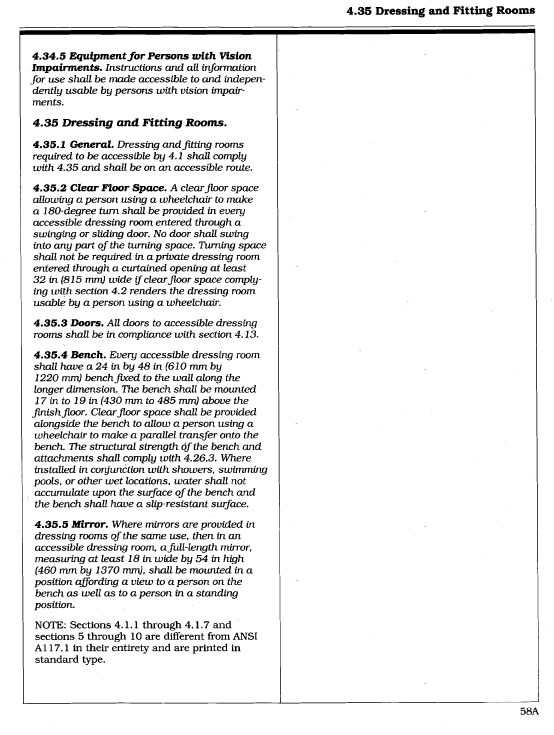 4.35 Dressing and Fitting Rooms
4.34.5 Equipment for Persons with Vision
Impairments. Instructions and all information
for use shall be made accessible to and indepen-
dently usable by persons with vision impair-
ments.
4.35 Dressing and Fitting Rooms.
4.35.1 General. Dressing and fitting rooms
required to be accessible by 4.1 shall comply
with 4.35 and shall be on an accessible route.
4.35.2 Clear Floor Space. A clear floor space
allowing a person using a wheelchair to make
a 180-degree turn shall be provided in every
accessible dressing room entered through a
swinging or sliding door. No door shall swing
into any part of the turning space. Turning space
shall not be required in a private dressing room
entered through a curtained opening at least
32 in (815 mm) wide if clear floor space comply-
ing with section 4.2 renders the dressing room
usable by a person using a wheelchair.
4.35.3 Doors. All doors to accessible dressing
rooms shall be in compliance with section 4.13.
4.35.4 Bench. Every accessible dressing room
shall have a 24 in by 48 in (610 mm by
1220 mm) bench fixed to the wall along the
longer dimension. The bench shall be mounted
17 in to 19 in (430 mm to 485 mm) above the
finish floor. Clear floor space shall be provided
alongside the bench to allow a person using a
wheelchair to make a parallel transfer onto the
bench. The structural strength of the bench and
attachments shall comply with 4.26.3. Where
installed in conjunction with showers, swimming
pools, or other wet locations, water shall not
accumulate upon the surface of the bench and
the bench shall have a slip-resistant surface.
4.35.5 Mirror. Where mirrors are provided in
dressing rooms of the same use, then in an
accessible dressing room, a full-length mirror,
measuring at least 18 in wide by 54 in high
(460 mm by 1370 mm), shall be mounted in a
position affording a view to a person on the
bench as well as to a person in a standing
position.
NOTE: Sections 4.1.1 through 4.1.7 and
sections 5 through 10 are different from ANSI
A117.1 in their entirety and are printed in
standard type.
58A